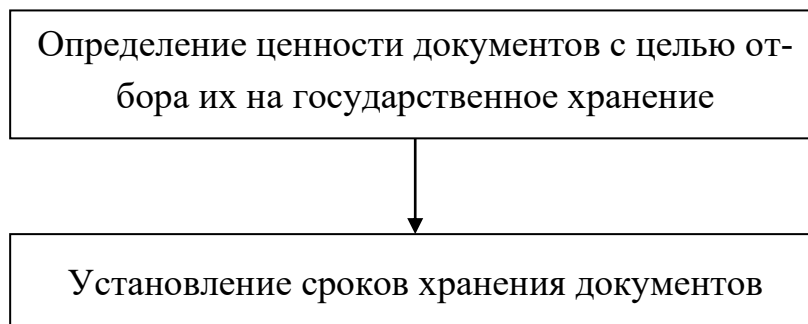 Определение ценности документов с целью от-
бора их на государственное хранение
Установление сроков хранения документов